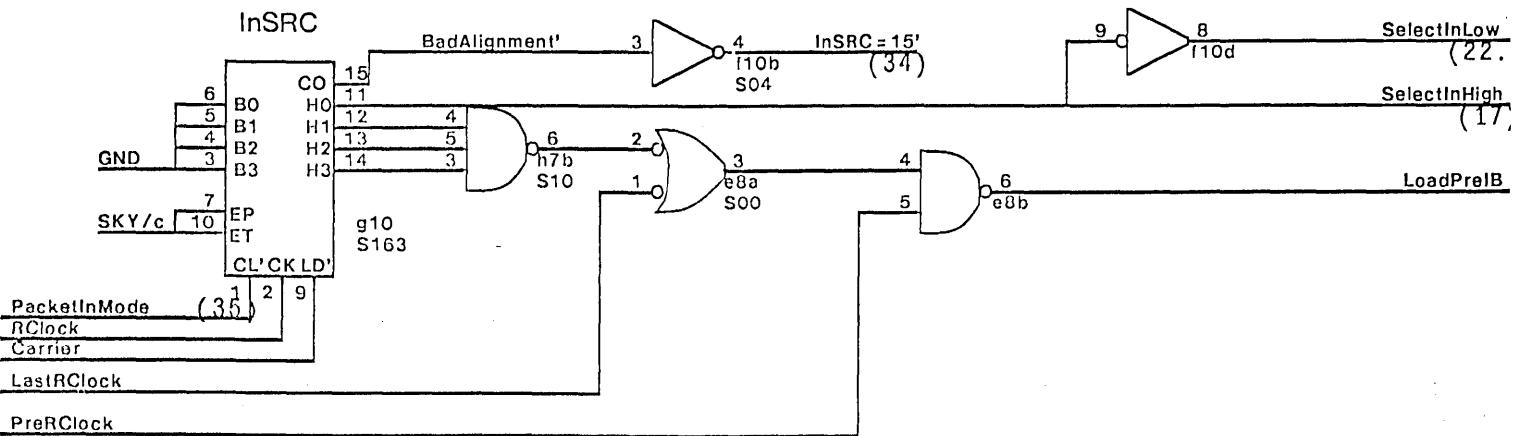 InSRC
BadAlignment'
3
4
f10b
S04
InSRC = 15'
(34)
9
8
f10d
SelectInLow
(22.
CO
15
6
B0
H0
11
SelectInHigh
(17)
5
B1
H1
12
4
4
B2
H2
13
5
6
h7b
S10
GND
3
B3
H3
14
3
2
1
3
e8a
S00
4
5
6
e8b
LoadPreIB
7
EP
SKY/c
10
ET
g10
S163
CL' CK LD'
1
2
9
PacketInMode
(35)
RClock
Carrier
LastRClock
PreRClock